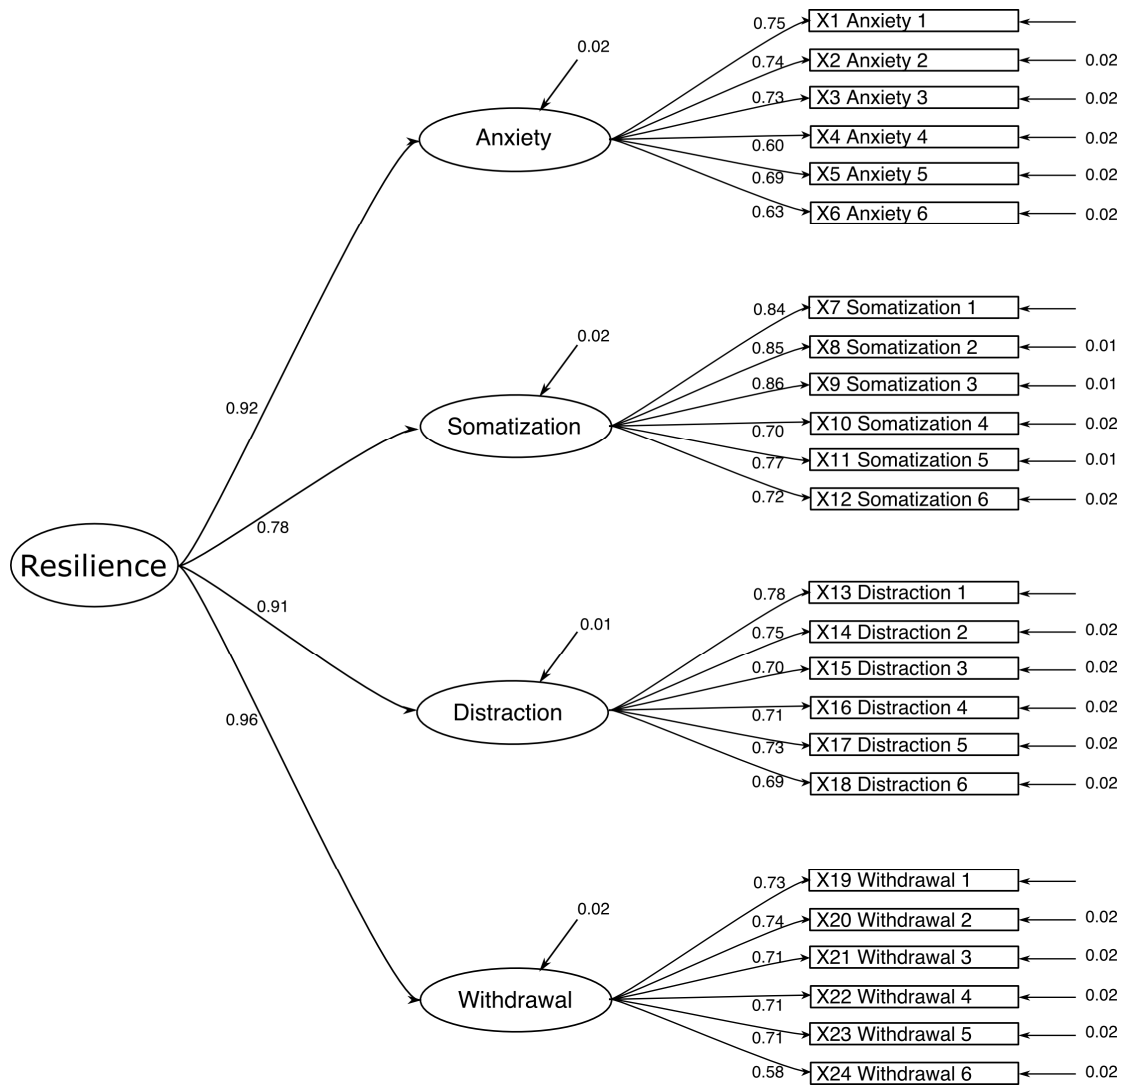 0.75 X1 Anxiety 1
0.02
0.74 X2 Anxiety 2 0.02
0.73 X3 Anxiety 3 0.02
Anxiety
0.60 X4 Anxiety 4 0.02
0.69 X5 Anxiety 5 0.02
0.63 X6 Anxiety 6 0.02
0.84 X7 Somatization 1
0.02
0.85 X8 Somatization 2 0.01
0.86 X9 Somatization 3 0.01
0.92
Somatization
0.70 X10 Somatization 4 0.02
0.77 X11 Somatization 5 0.01
0.72 X12 Somatization 6 0.02
0.78
Resilience
0.91
0.78 X13 Distraction 1
0.01
0.75 X14 Distraction 2 0.02
0.70 X15 Distraction 3 0.02
0.96
Distraction
0.71 X16 Distraction 4 0.02
0.73 X17 Distraction 5 0.02
0.69 X18 Distraction 6 0.02
0.73 X19 Withdrawal 1
0.02
0.74 X20 Withdrawal 2 0.02
0.71 X21 Withdrawal 3 0.02
Withdrawal
0.71 X22 Withdrawal 4 0.02
0.71 X23 Withdrawal 5 0.02
0.58 X24 Withdrawal 6 0.02